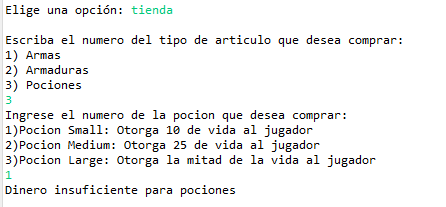 Elige una opción: tienda
Escriba el numero del tipo de articulo que desea comprar:
1) Armas
2) Armaduras
3) Pociones
3
Ingrese el numero de la pocion que desea comprar:
1)Pocion Small: Otorga 10 de vida al jugador
2)Pocion Medium: Otorga 25 de vida al jugador
3)Pocion Large: Otorga la mitad de la vida al jugador
1
Dinero insuficiente para pociones